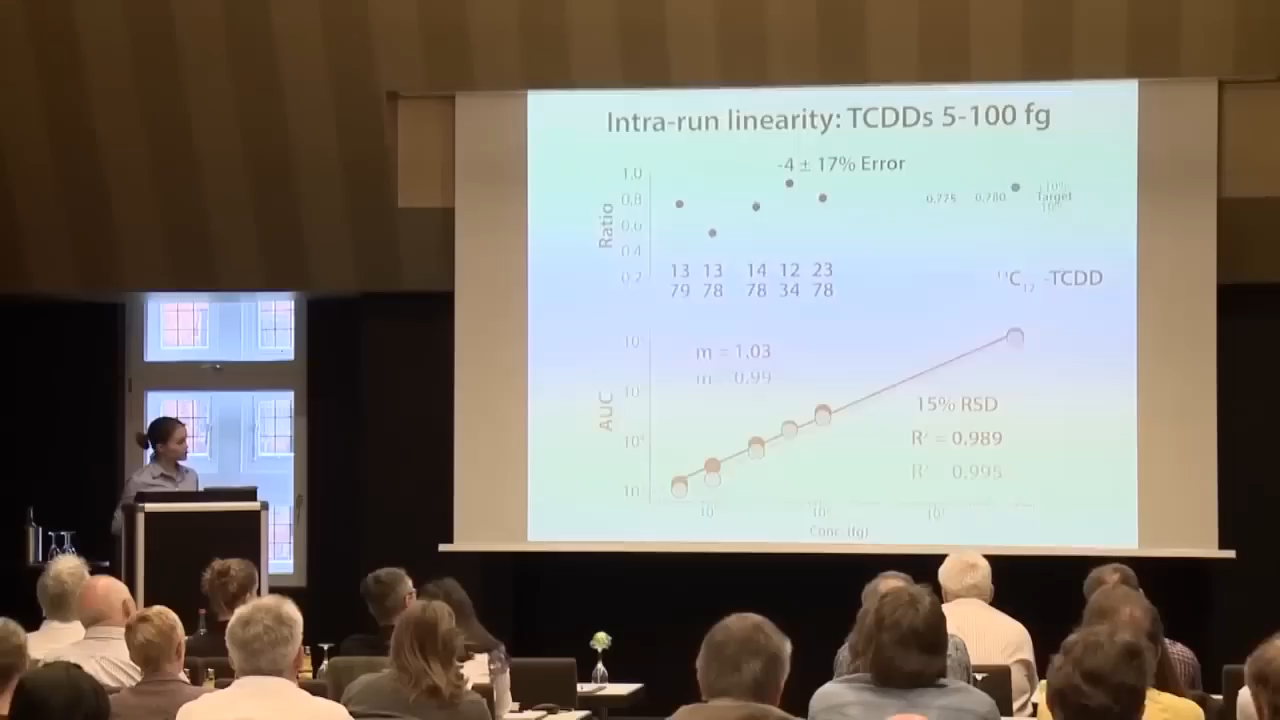 Intra-run linearity: TCDDs 5-100 fg
-4 ± 17% Error
1.0
0.8
0.6
0.4
0.2
Ratio
0.775 0.780
Target
13 13 14 12 23
79 78 78 34 78
C₁₂ -TCDD
m = 1.03
m = 0.99
AUC
15% RSD
R² = 0.989
R² = 0.995
Conc. (fg)